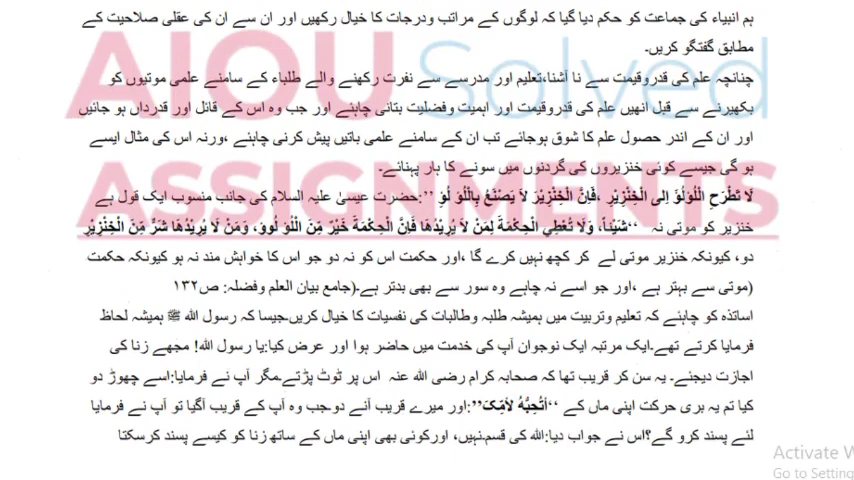 ہم انبیاء کی جماعت کو حکم دیا گیا کہ لوگوں کے مراتب ودرجات کا خیال رکھیں اور ان سے ان کی عقلی صلاحیت کے
مطابق گفتگو کریں۔
چنانچہ علم کی قدروقیمت سے نا آشنا،تعلیم اور مدرسے سے نفرت رکھنے والے طلباء کے سامنے علمی موتیوں کو
بکھیرنے سے قبل انھیں علم کی قدروقیمت اور اہمیت وفضلیت بتانی چاہئے اور جب وہ اس کے قائل اور قدرداں ہو جائیں
اور ان کے اندر حصول علم کا شوق ہوجائے تب ان کے سامنے علمی باتیں پیش کرنی چاہئے ،ورنہ اس کی مثال ایسے
ہو گی جیسے کوئی خنزیروں کی گردنوں میں سونے کا ہار پہنائے۔
لَا تَطْرَحِ اللُّوْلُوَ اِلَی الْخِنْزِیْرِ ،فَاِنَّ الْخِنْزِیْرَ لاَ یَصْنَعُ بِاللُّوْ لُوِ ’’:حضرت عیسیٰ علیہ السلام کی جانب منسوب ایک قول ہے
خنزیر کو موتی نہ ‘‘شَیْئاً، وَلَا تُعْطِی الْحِکْمَۃَ لِمَنْ لاَ یُرِیْدُھَا فَاِنَّ الْحِکْمَۃَ خَیْرٌ مِّنَ اللُّوْ لُووِ، وَمَنْ لاَ یُرِیْدُھَا شَرٌّ مِّنَ الْخِنْزِیْرِ
دو، کیونکہ خنزیر موتی لے کر کچھ نہیں کرے گا ،اور حکمت اس کو نہ دو جو اس کا خواہش مند نہ ہو کیونکہ حکمت
(موتی سے بہتر ہے ،اور جو اسے نہ چاہے وہ سور سے بھی بدتر ہے۔(جامع بیان العلم وفضلہ: ص۱۳۲
اساتذہ کو چاہئے کہ تعلیم وتربیت میں ہمیشہ طلبہ وطالبات کی نفسیات کا خیال کریں۔جیسا کہ رسول اللہ ﷺ ہمیشہ لحاظ
فرمایا کرتے تھے۔ایک مرتبہ ایک نوجوان آپ کی خدمت میں حاضر ہوا اور عرض کیا:یا رسول اللہ! مجھے زنا کی
اجازت دیجئے۔ یہ سن کر قریب تھا کہ صحابہ کرام رضی اللہ عنہ اس پر ٹوٹ پڑتے۔مگر آپ نے فرمایا:اسے چھوڑ دو
کیا تم یہ بری حرکت اپنی ماں کے ‘‘اَتُحِبُّہُ لِاُمِّکَ’’:اور میرے قریب آنے دو۔جب وہ آپ کے قریب آگیا تو آپ نے فرمایا
لئے پسند کرو گے؟اس نے جواب دیا:اللہ کی قسم۔نہیں، اورکوئی بھی اپنی ماں کے ساتھ زنا کو کیسے پسند کرسکتا
AIOU Solved
ASSIGNMENTS
Activate W
Go to Setting